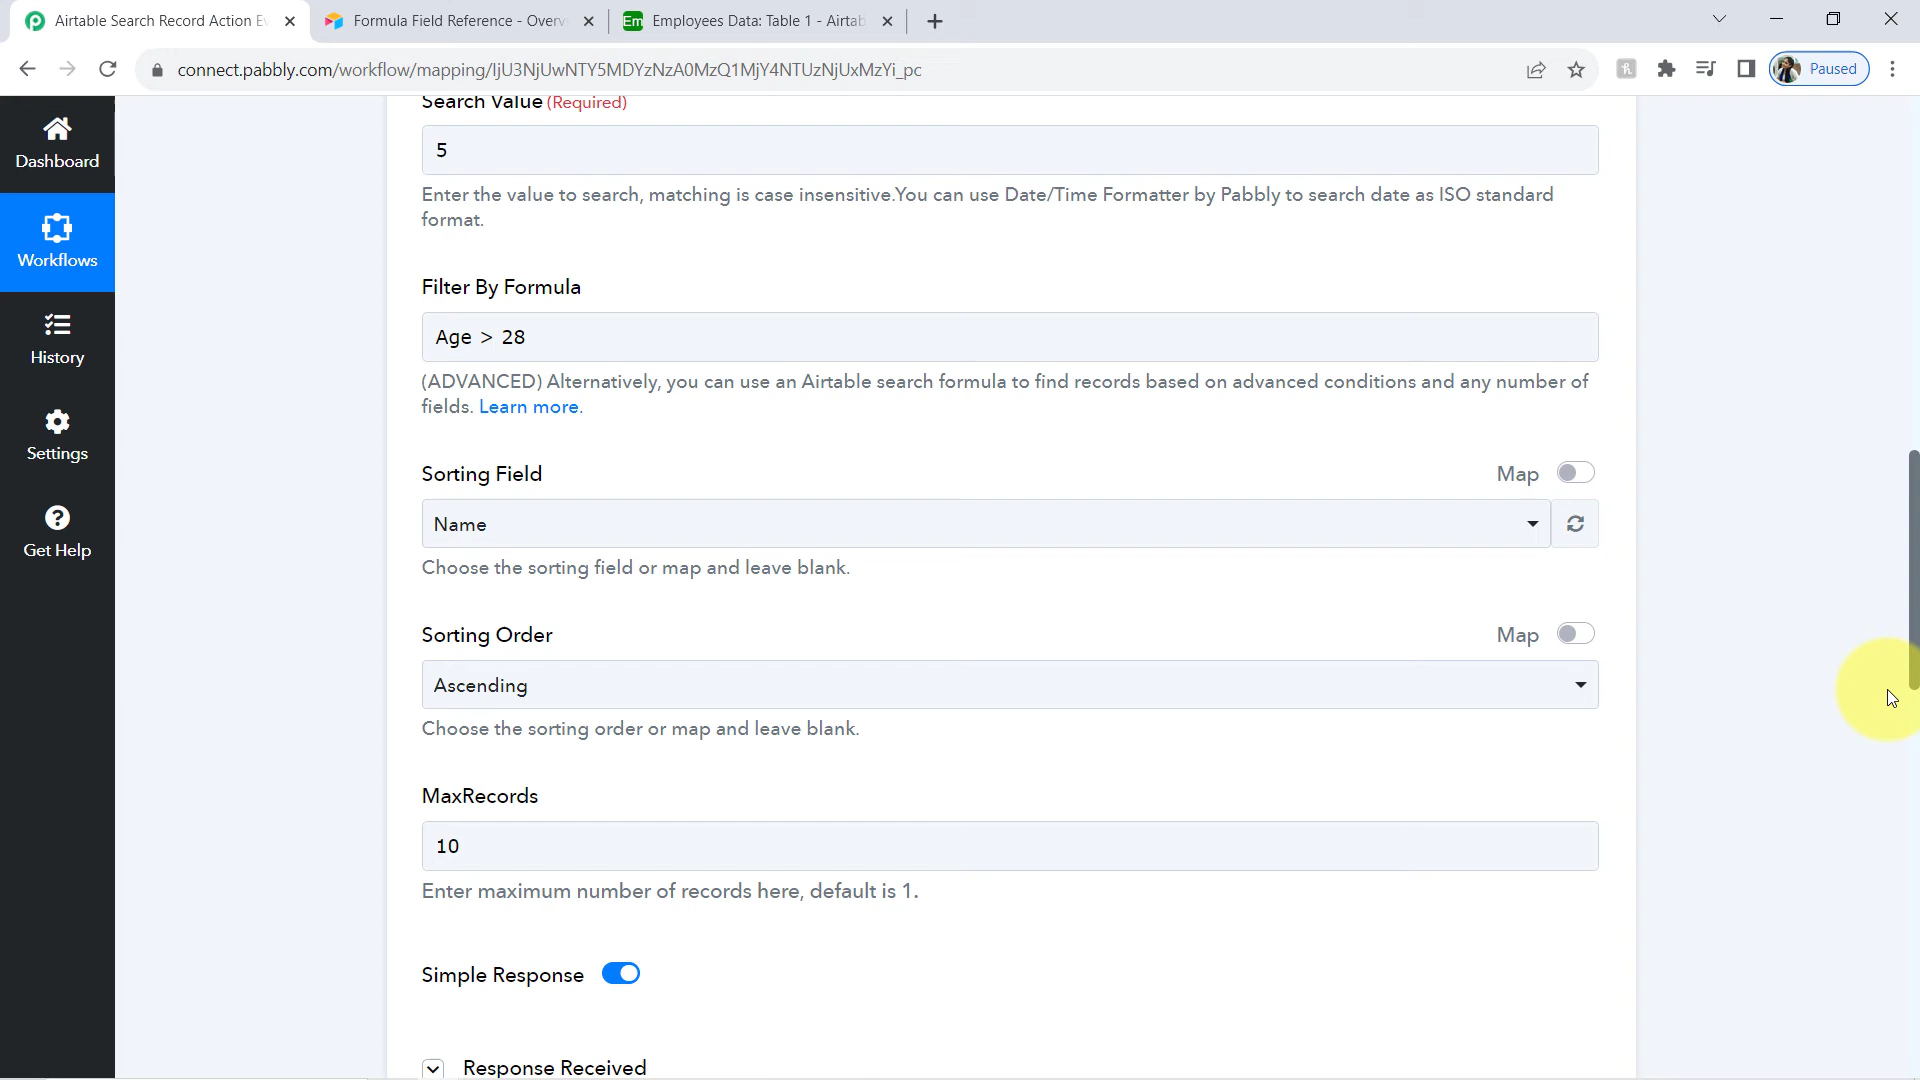 Airtable Search Record Action Ev
Formula Field Reference - Overv
Em
Employees Data: Table 1 - Airtab
connect.pabbly.com/workflow/mapping/IjU3NjUwNTY5MDYzNzA0MzQ1MjY4NTUzNjUxMzYi_pc
Paused
Dashboard
Workflows
History
Settings
Get Help
Search Value (Required)
5
Enter the value to search, matching is case insensitive.You can use Date/Time Formatter by Pabbly to search date as ISO standard
format.
Filter By Formula
Age > 28
(ADVANCED) Alternatively, you can use an Airtable search formula to find records based on advanced conditions and any number of
fields. Learn more.
Sorting Field
Map
Name
Choose the sorting field or map and leave blank.
Sorting Order
Map
Ascending
Choose the sorting order or map and leave blank.
MaxRecords
10
Enter maximum number of records here, default is 1.
Simple Response
Response Received